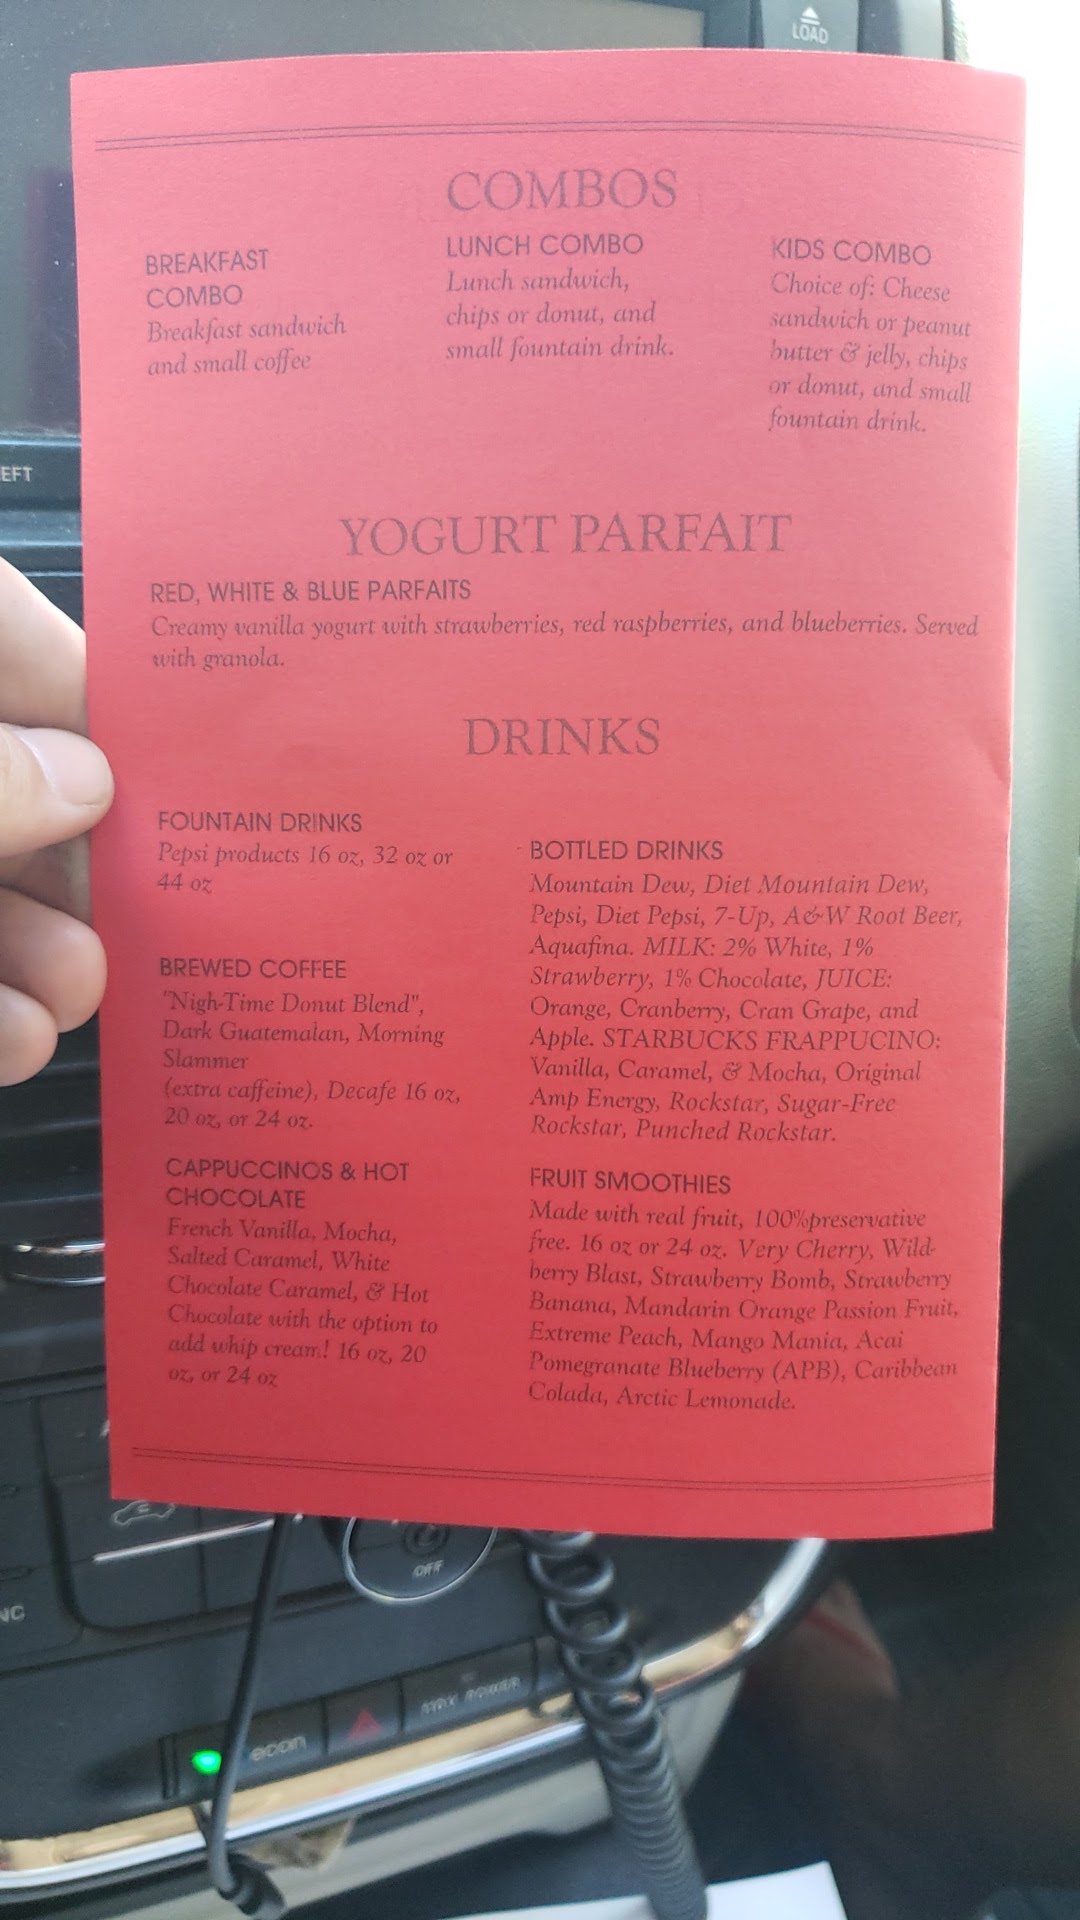 LOAD
COMBOS
BREAKFAST
COMBO
Breakfast sandwich
and small coffee
LUNCH COMBO
Lunch sandwich,
chips or donut, and
small fountain drink.
KIDS COMBO
Choice of: Cheese
sandwich or peanut
butter & jelly, chips
or donut, and small
fountain drink.
EFT
YOGURT PARFAIT
RED, WHITE & BLUE PARFAITS
Creamy vanilla yogurt with strawberries, red raspberries, and blueberries. Served
with granola.
DRINKS
FOUNTAIN DRINKS
Pepsi products 16 oz, 32 oz or
44 oz
BREWED COFFEE
"Nigh-Time Donut Blend",
Dark Guatemalan, Morning
Slammer
(extra caffeine), Decafe 16 oz,
20 oz, or 24 oz.
CAPPUCCINOS & HOT
CHOCOLATE
French Vanilla, Mocha,
Salted Caramel, White
Chocolate Caramel, & Hot
Chocolate with the option to
add whip cream! 16 oz, 20
oz, or 24 oz
BOTTLED DRINKS
Mountain Dew, Diet Mountain Dew,
Pepsi, Diet Pepsi, 7-Up, A&W Root Beer,
Aquafina. MILK: 2% White, 1%
Strawberry, 1% Chocolate, JUICE:
Orange, Cranberry, Cran Grape, and
Apple. STARBUCKS FRAPPUCINO:
Vanilla, Caramel, & Mocha, Original
Amp Energy, Rockstar, Sugar-Free
Rockstar, Punched Rockstar.
FRUIT SMOOTHIES
Made with real fruit, 100%preservative
free. 16 oz or 24 oz. Very Cherry, Wild-
berry Blast, Strawberry Bomb, Strawberry
Banana, Mandarin Orange Passion Fruit,
Extreme Peach, Mango Mania, Acai
Pomegranate Blueberry (APB), Caribbean
Colada, Arctic Lemonade.
OFF
NC
MAX POWER
econ